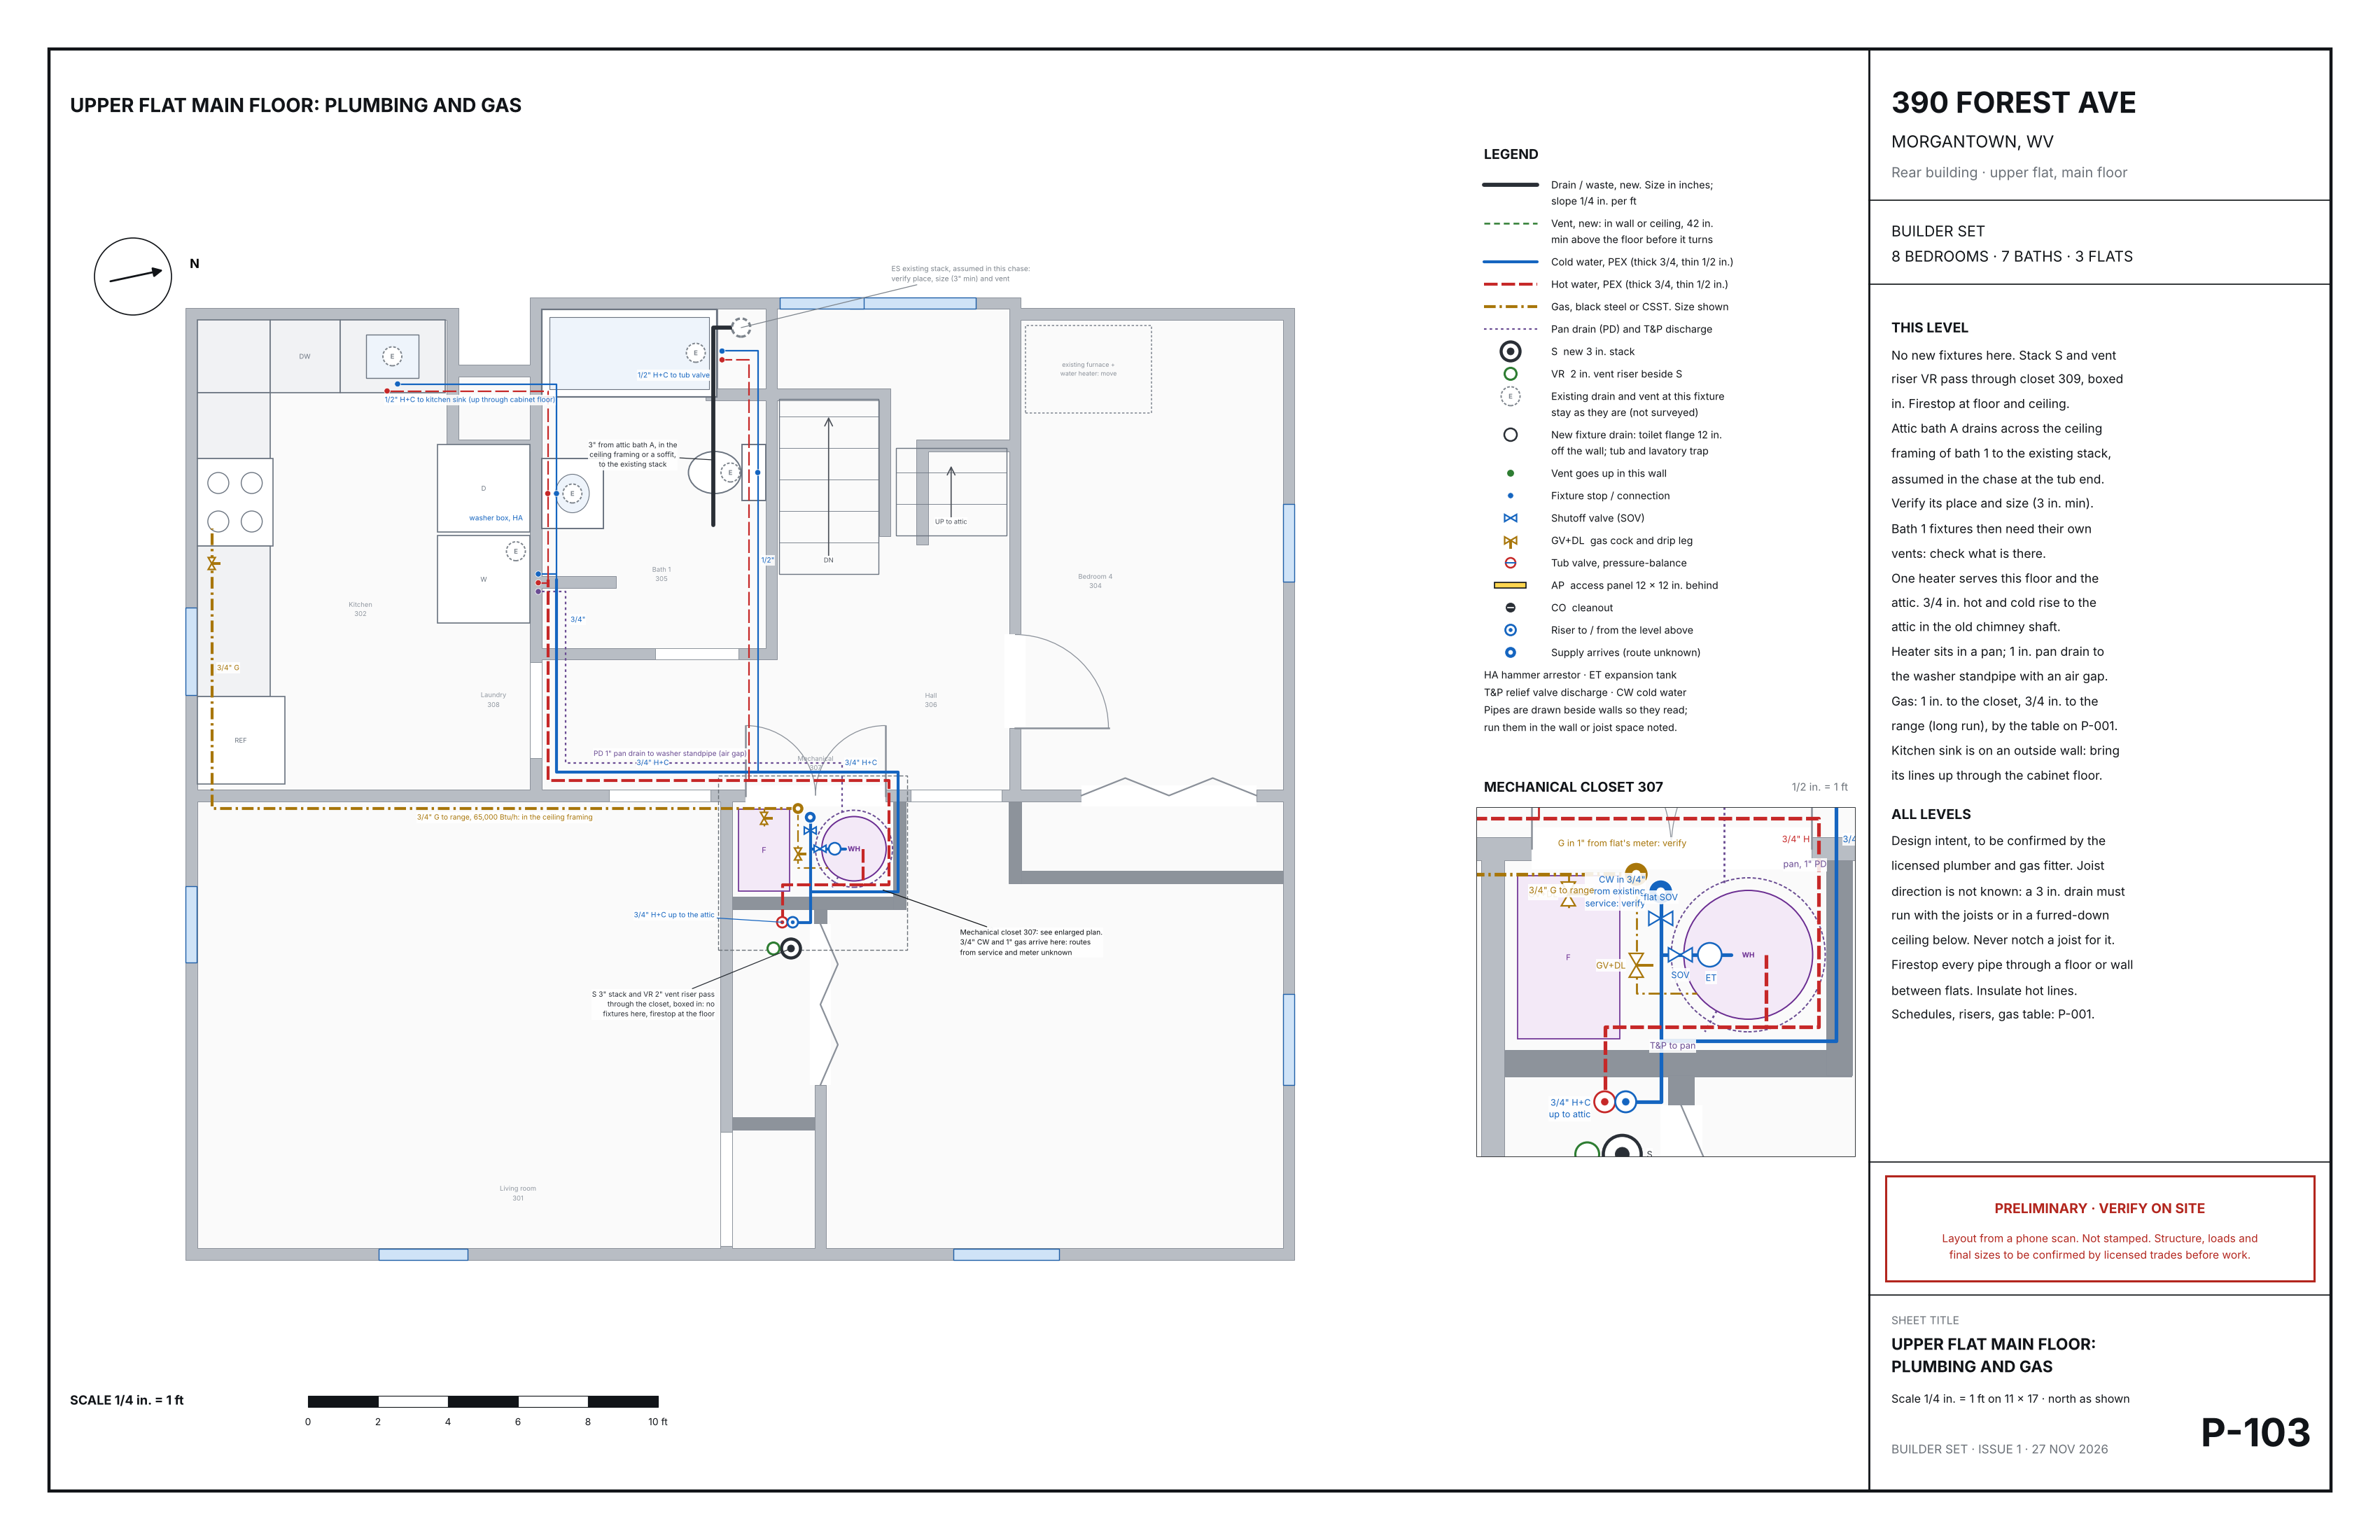 UPPER FLAT MAIN FLOOR: PLUMBING AND GAS
N
ES existing stack, assumed in this chase:
verify place, size (3" min) and vent
DW
E
E
1/2" H+C to tub valve
existing furnace +
water heater: move
1/2" H+C to kitchen sink (up through cabinet floor)
3" from attic bath A, in the
ceiling framing or a soffit,
to the existing stack
E
E
D
washer box, HA
UP to attic
E
W
1/2"
DN
Bath 1
305
Bedroom 4
304
Kitchen
302
3/4"
3/4" G
Laundry
308
Hall
306
REF
PD 1" pan drain to washer standpipe (air gap)
3/4" H+C
Mechanical
307
3/4" H+C
3/4" G to range, 65,000 Btu/h: in the ceiling framing
F
WH
3/4" H+C up to the attic
Mechanical closet 307: see enlarged plan.
3/4" CW and 1" gas arrive here: routes
from service and meter unknown
S 3" stack and VR 2" vent riser pass
through the closet, boxed in: no
fixtures here, firestop at the floor
Living room
301
SCALE 1/4 in. = 1 ft
0 2 4 6 8 10 ft
LEGEND
Drain / waste, new. Size in inches;
slope 1/4 in. per ft
Vent, new: in wall or ceiling, 42 in.
min above the floor before it turns
Cold water, PEX (thick 3/4, thin 1/2 in.)
Hot water, PEX (thick 3/4, thin 1/2 in.)
Gas, black steel or CSST. Size shown
Pan drain (PD) and T&P discharge
S new 3 in. stack
VR 2 in. vent riser beside S
E
Existing drain and vent at this fixture
stay as they are (not surveyed)
New fixture drain: toilet flange 12 in.
off the wall; tub and lavatory trap
Vent goes up in this wall
Fixture stop / connection
Shutoff valve (SOV)
GV+DL gas cock and drip leg
Tub valve, pressure-balance
AP access panel 12 × 12 in. behind
CO cleanout
Riser to / from the level above
Supply arrives (route unknown)
HA hammer arrestor · ET expansion tank
T&P relief valve discharge · CW cold water
Pipes are drawn beside walls so they read;
run them in the wall or joist space noted.
MECHANICAL CLOSET 307
1/2 in. = 1 ft
3/4" H
3/4
G in 1" from flat's meter: verify
pan, 1" PD
3/4" G to range
CW in 3/4"
from existing
service: verify
flat SOV
F
GV+DL
SOV
ET
WH
T&P to pan
3/4" H+C
up to attic
S
390 FOREST AVE
MORGANTOWN, WV
Rear building · upper flat, main floor
BUILDER SET
8 BEDROOMS · 7 BATHS · 3 FLATS
THIS LEVEL
No new fixtures here. Stack S and vent
riser VR pass through closet 309, boxed
in. Firestop at floor and ceiling.
Attic bath A drains across the ceiling
framing of bath 1 to the existing stack,
assumed in the chase at the tub end.
Verify its place and size (3 in. min).
Bath 1 fixtures then need their own
vents: check what is there.
One heater serves this floor and the
attic. 3/4 in. hot and cold rise to the
attic in the old chimney shaft.
Heater sits in a pan; 1 in. pan drain to
the washer standpipe with an air gap.
Gas: 1 in. to the closet, 3/4 in. to the
range (long run), by the table on P-001.
Kitchen sink is on an outside wall: bring
its lines up through the cabinet floor.
ALL LEVELS
Design intent, to be confirmed by the
licensed plumber and gas fitter. Joist
direction is not known: a 3 in. drain must
run with the joists or in a furred-down
ceiling below. Never notch a joist for it.
Firestop every pipe through a floor or wall
between flats. Insulate hot lines.
Schedules, risers, gas table: P-001.
PRELIMINARY · VERIFY ON SITE
Layout from a phone scan. Not stamped. Structure, loads and
final sizes to be confirmed by licensed trades before work.
SHEET TITLE
UPPER FLAT MAIN FLOOR:
PLUMBING AND GAS
Scale 1/4 in. = 1 ft on 11 × 17 · north as shown
BUILDER SET · ISSUE 1 · 27 NOV 2026
P-103